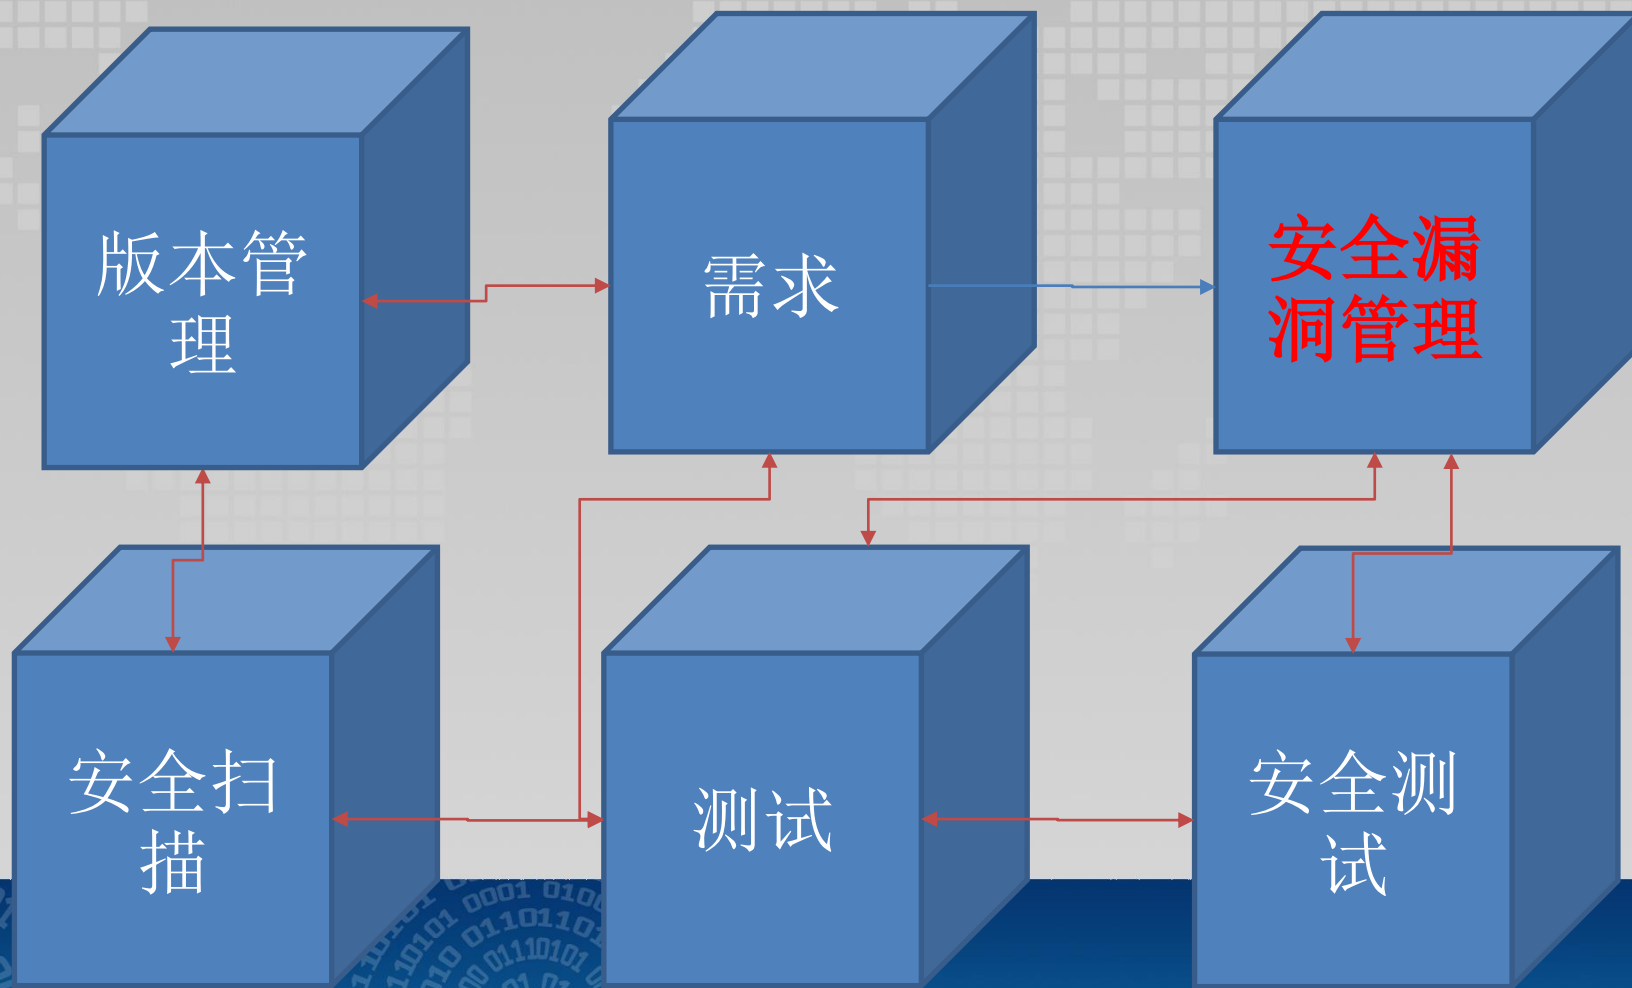 版本管
理
需求
安全漏
洞管理
安全扫
描
测试
安全测
试
0001